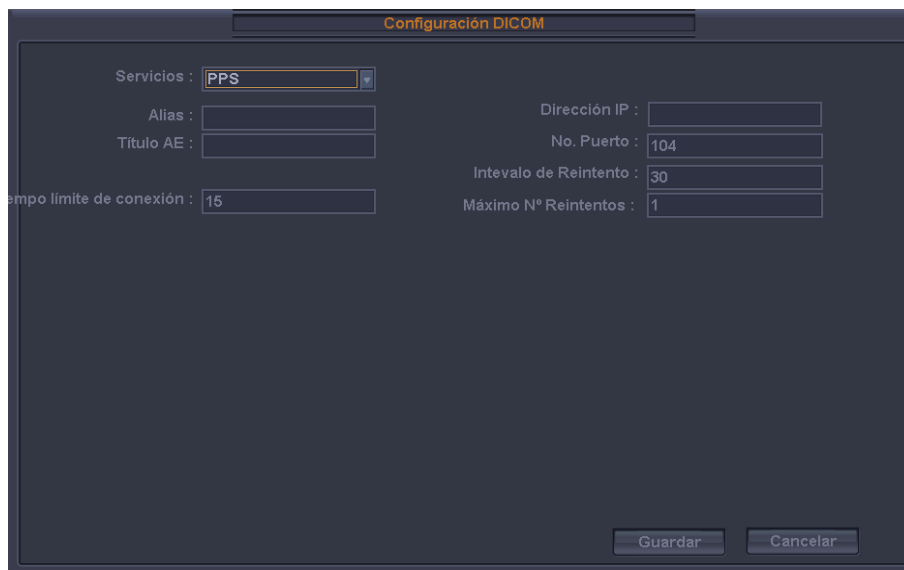 Configuración DICOM
Servicios : PPS
Alias :
Dirección IP :
Título AE :
No. Puerto : 104
Intevalo de Reintento : 30
empo límite de conexión : 15
Máximo Nº Reintentos : 1
Guardar Cancelar